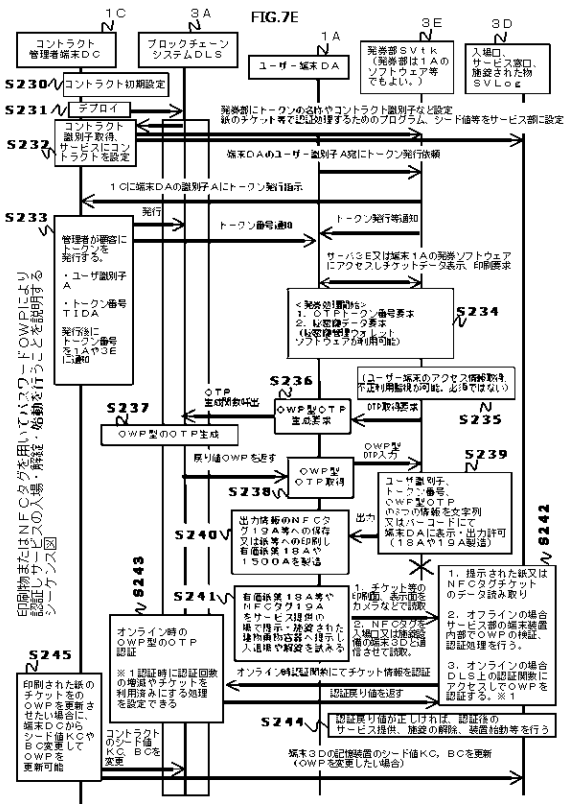 FIG.7E
1C
3A
1A
3E
3D
コントラクト
管理者端末DC
ブロックチェーン
システムDLS
ユーザー端末DA
発券部SVtk
(発券部は1Aの
ソフトウェア等
でもよい。)
入場口、
サービス窓口、
施錠された物
SVLog
S230
コントラクト初期設定
S231
デプロイ
発券部にトークンの名称やコントラクト識別子など設定
紙のチケット等で認証処理するためのプログラム、シード値等をサービス部に設定
S232
コントラクト
識別子取得、
サービスにコン
トラクトを設定
端末DAのユーザー識別子A宛にトークン発行依頼
1Cに端末DAの識別子Aにトークン発行指示
S233
発行
トークン番号通知
トークン発行等通知
管理者が顧客に
トークンを
発行する。
・ユーザ識別子
A
・トークン番号
TIDA
発行後に
トークン番号
を1Aや3E
に通知
サーバ3E又は端末1Aの発券ソフトウェア
にアクセスしチケットデータ表示、印刷要求
<発券処理開始>
1.OTPトークン番号要求
2.秘密鍵データ要求
(秘密鍵管理ウォレット
ソフトウェアが利用可能)
S234
(ユーザー端末のアクセス情報取得、
不正利用監視が可能。必須ではない)
S235
OTP取得要求
S236
OWP型OTP
生成要求
OTP
生成関数呼出
S237
OWP型のOTP生成
戻り値OWPを返す
OWP型
OTP取得
S238
OWP型
OTP入力
S239
ユーザ識別子、
トークン番号、
OWP型OTP
の3つの情報を文字列
又はバーコードにて
端末DAに表示・出力許可
(18Aや19A製造)
出力
S240
出力情報のNFCタ
グ19A等への保存
又は紙等への印刷し
有価紙葉18Aや
1500Aを製造
S241
有価紙葉18A等や
NFCタグ19A
をサービス提供の
場で提示・施錠された
建物乗物容器へ提示し
入退場や解錠を試みる
1.チケット等の
印刷面、表示面を
カメラなどで読取
2.NFCタグを
入場口又は施錠設
備の端末3Dと通
信させて読取。
S242
1.提示された紙又は
NFCチケット
のデータ読み取り
2.オフラインの場合
サービス部の端末装置
内部でOWPの検証、
認証処理を行う。
3.オンラインの場合
DLS上の認証関数に
アクセスしてOWPを
認証する。※1
S243
オンライン時の
OWP型のOTP
認証
※1認証時に認証回数
の増減やチケットを
利用済みにする処理
を設定できる
オンライン時認証関数にてチケット情報を認証
認証戻り値を返す
S244
認証戻り値が正しければ、認証後の
サービス提供、施錠の解除、装置始動等を行う
S245
印刷された紙の
チケットをの
OWPを更新さ
せたい場合に、
端末DCから
シード値KCや
BC変更して
OWPを
更新可能
コントラクト
のシード値
KC、BCを
変更
端末3Dの記憶装置のシード値KC、BCを更新
(OWPを変更したい場合)
印刷物またはNFCタグを用いてパスワードOWPにより
認証しサービスの入場・解錠・始動を行うことを説明する
シーケンス図